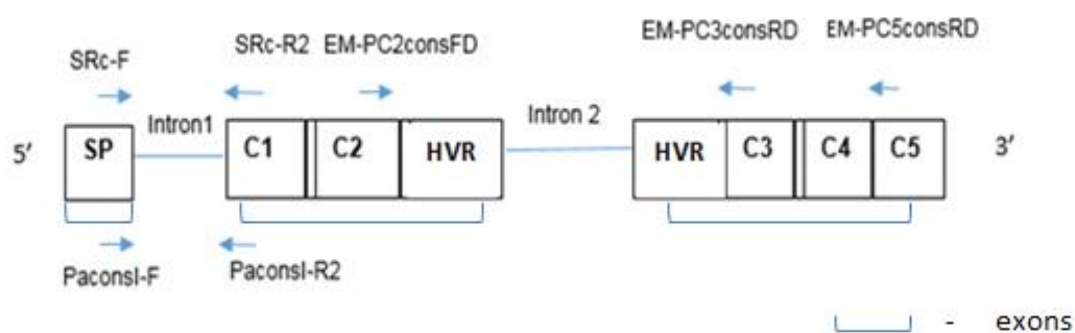 SRc-F SRc-R2 EM-PC2consFD EM-PC3consRD EM-PC5consRD
5' SP Intron1 C1 C2 HVR Intron 2 HVR C3 C4 C5 3'
PaconsI-F PaconsI-R2
- exons